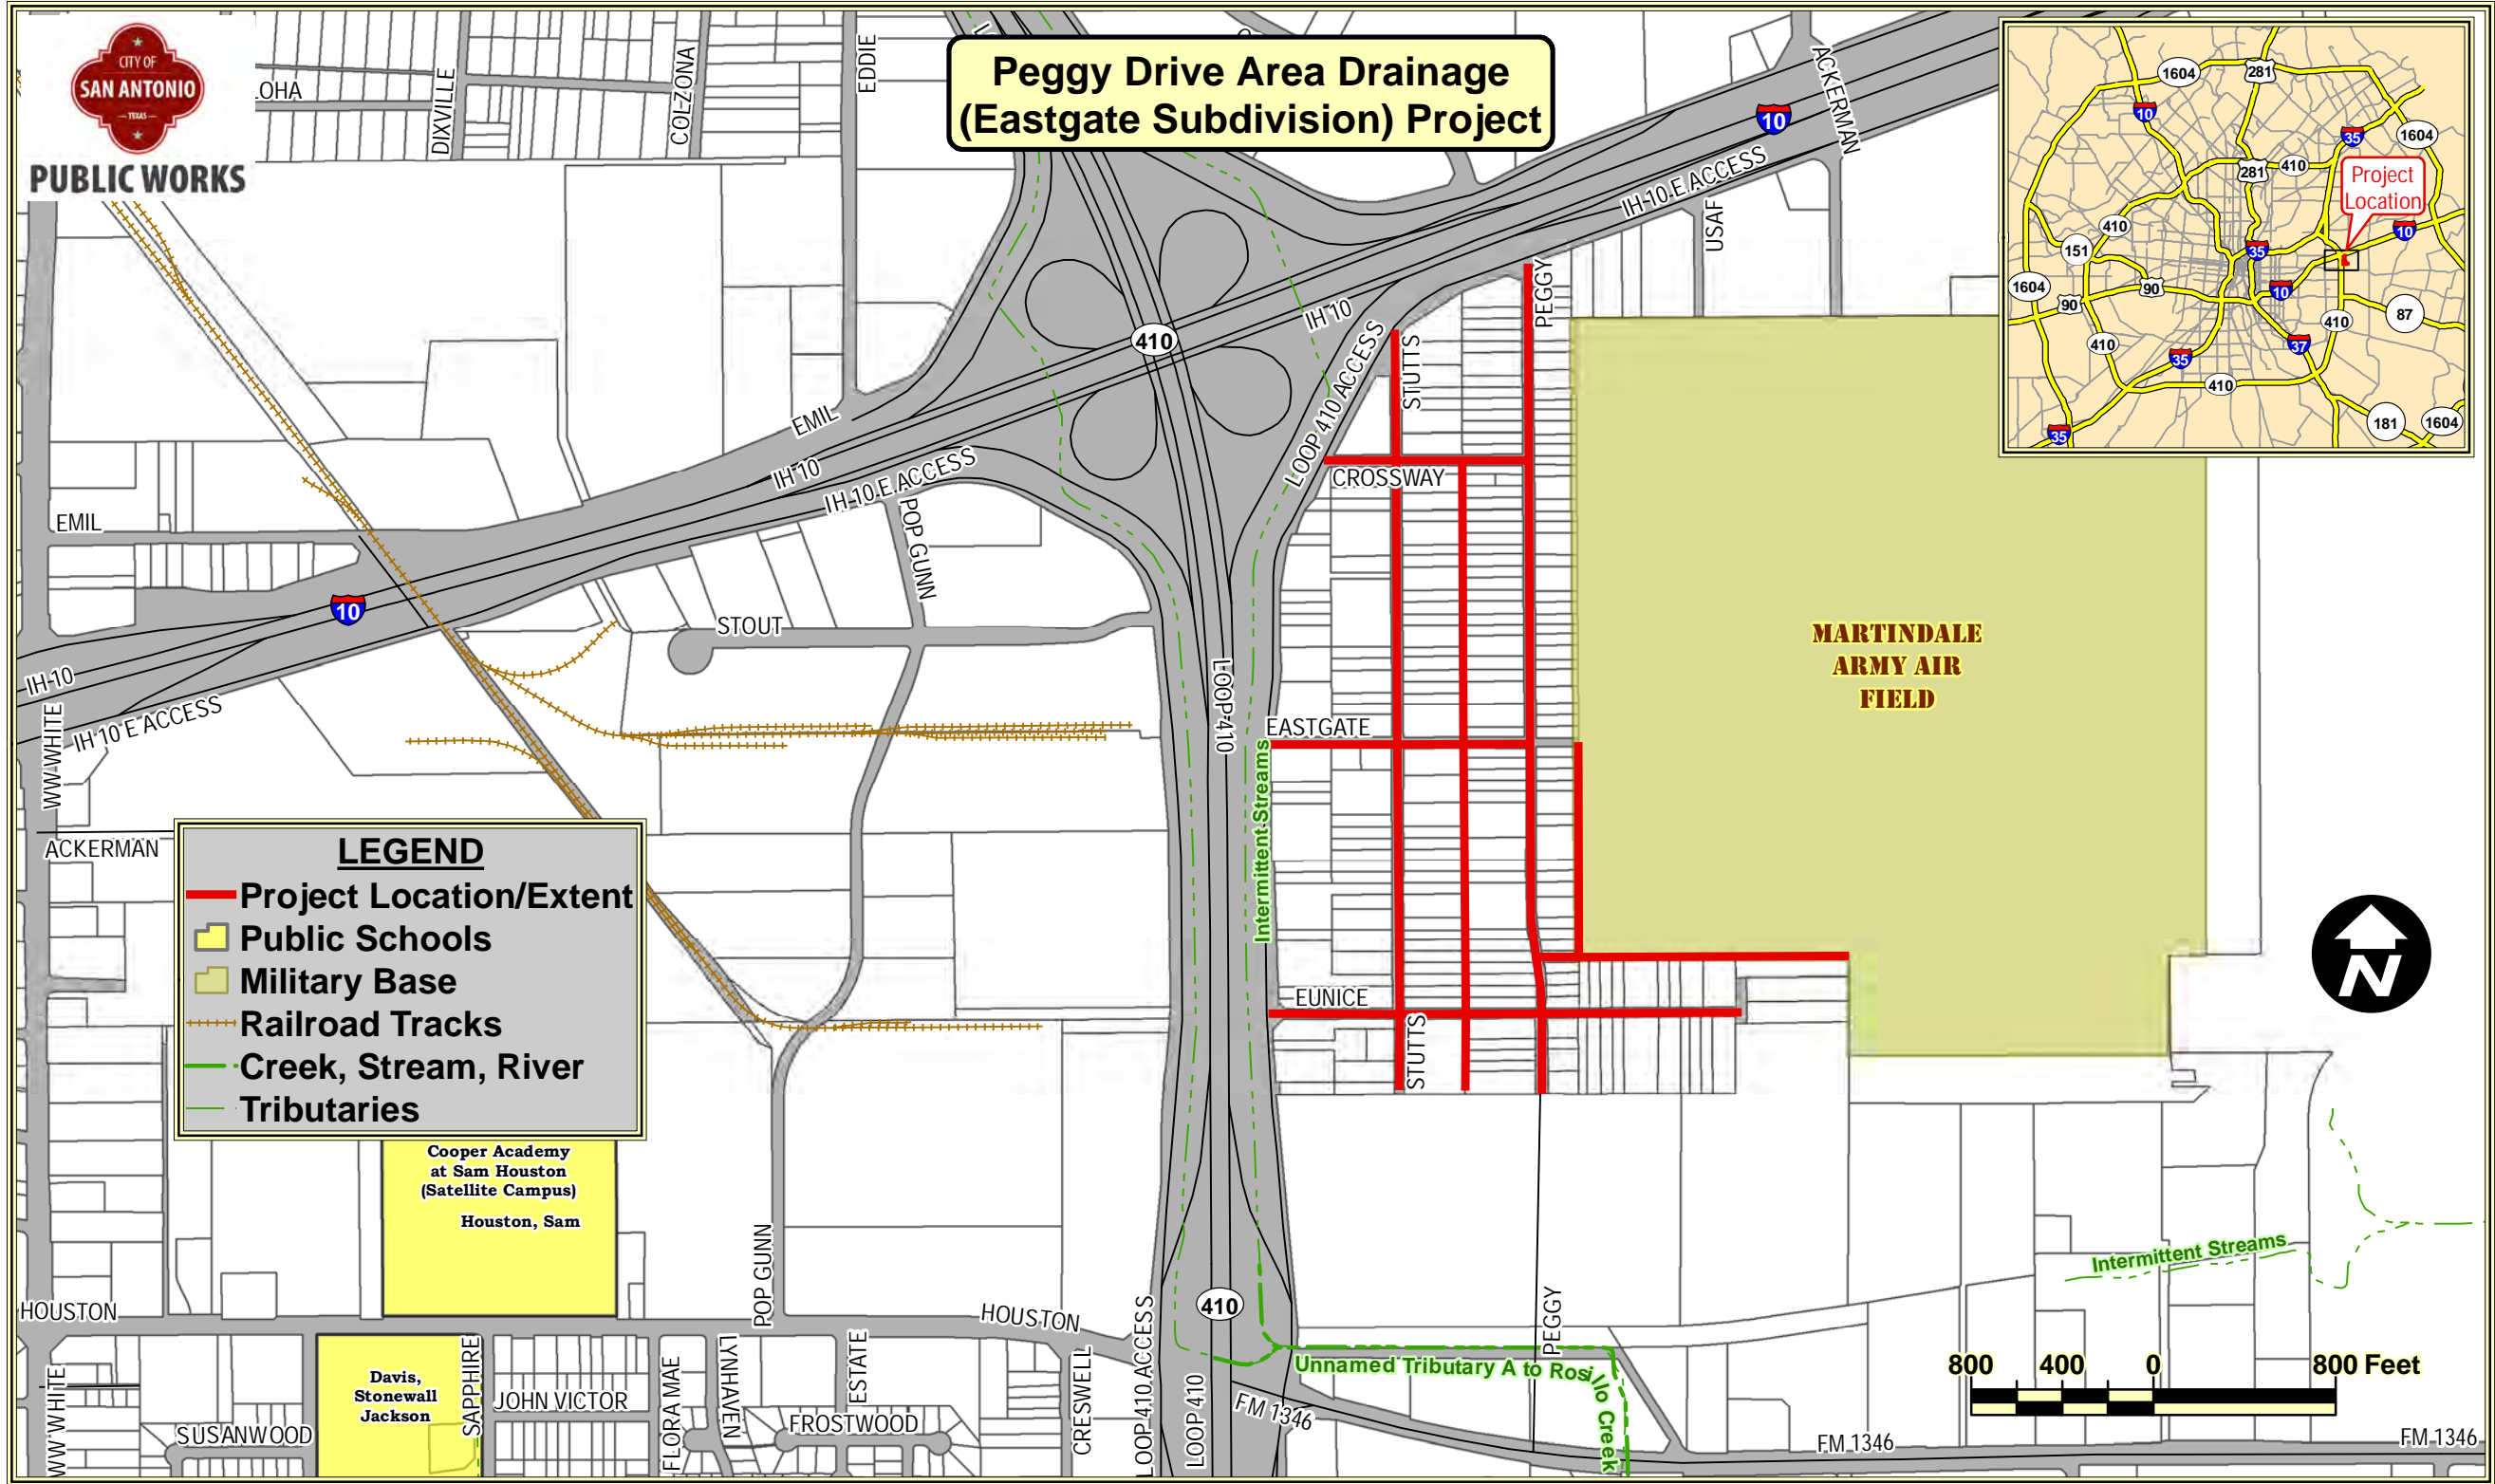 CITY OF
SAN ANTONIO
TEXAS
PUBLIC WORKS
Peggy Drive Area Drainage
(Eastgate Subdivision) Project
LOHA
DIXVILLE
COLZONA
EDDIE
ACKERMAN
10
IH-10 E ACCESS
USAF
PEGGY
IH 10
410
LOOP 410 ACCESS
STUTTS
EMIL
IH 10
IH-10 E ACCESS
CROSSWAY
POP GUNN
EMIL
10
STOUT
IH-10
IH 10 E ACCESS
WW WHITE
LOOP 410
EASTGATE
Intermittent Streams
MARTINDALE
ARMY AIR
FIELD
ACKERMAN
EUNICE
STUTTS
LEGEND
Project Location/Extent
Public Schools
Military Base
Railroad Tracks
Creek, Stream, River
Tributaries
Cooper Academy
at Sam Houston
(Satellite Campus)
Houston, Sam
POP GUNN
HOUSTON
HOUSTON
LOOP 410 ACCESS
410
PEGGY
Intermittent Streams
Unnamed Tributary A to Rosillo Creek
Davis,
Stonewall
Jackson
SAPPHIRE
JOHN VICTOR
FLORA MAE
LYNHAVEN
ESTATE
FROSTWOOD
CRESWELL
LOOP 410
FM 1346
FM 1346
FM 1346
SUSANWOOD
WW WHITE
N
800 400 0 800 Feet
1604
281
10
35
1604
281
410
Project
Location
410
151
35
10
1604
90
90
10
410
87
410
35
37
410
181
1604
35